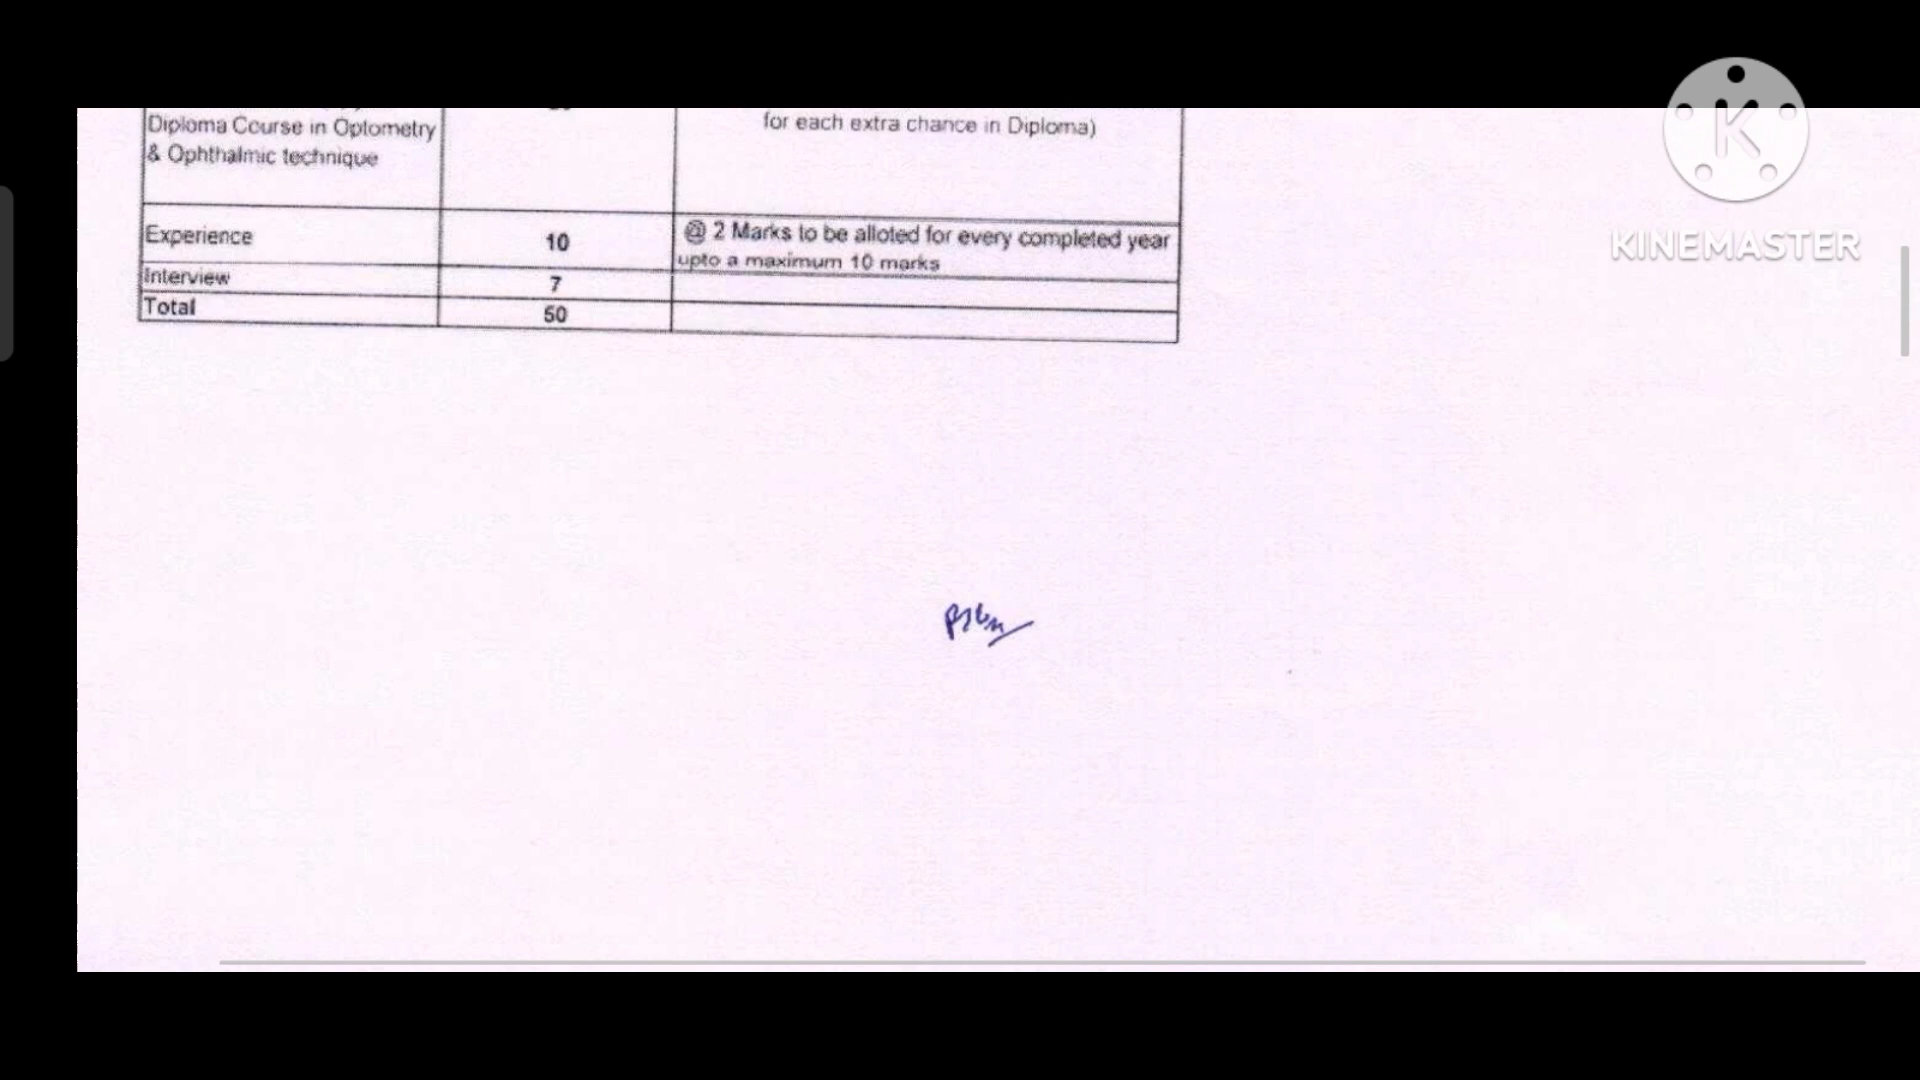 Diploma Course in Optometry
& Ophthalmic technique
for each extra chance in Diploma)
Experience
10
@ 2 Marks to be alloted for every completed year
upto a maximum 10 marks
Interview
7
Total
50
K
KINEMASTER